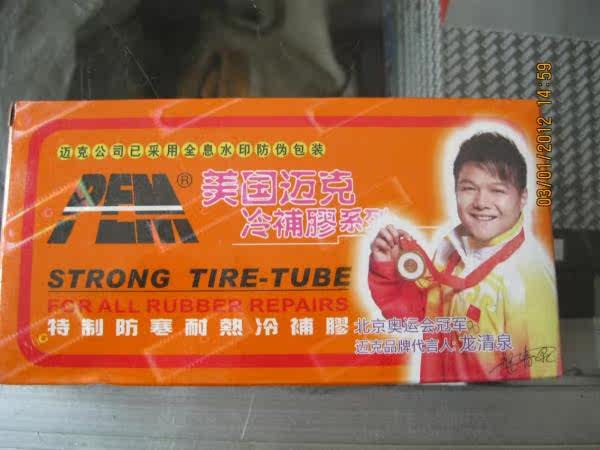 迈克公司已采用全息水印防伪包装
PEM®
美国迈克
冷補膠系列
STRONG TIRE-TUBE
FOR ALL RUBBER REPAIRS
特制防寒耐熱冷補膠
北京奥运会冠军
迈克品牌代言人:龙清泉
龙清泉
03/01/2012 14:59